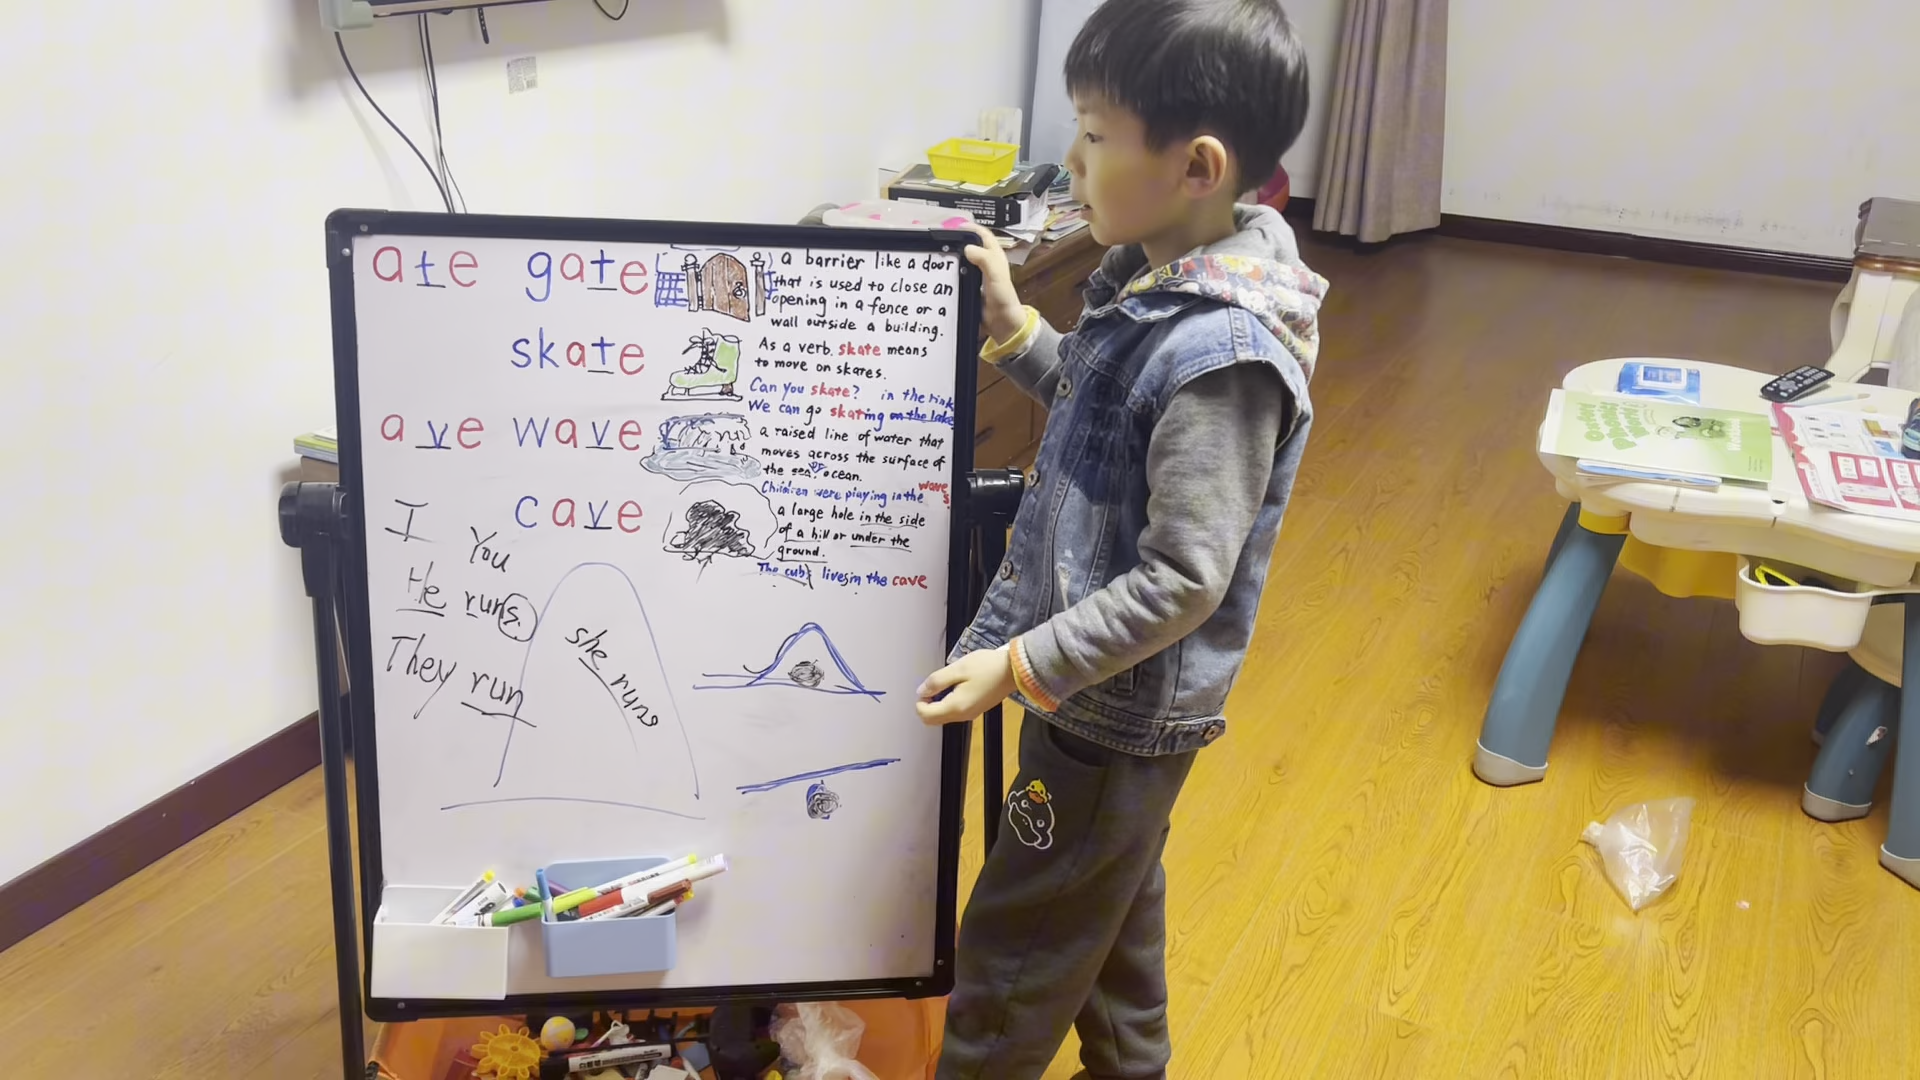 ate gate
a barrier like a door
that is used to close an
opening in a fence or a
wall outside a building.
skate
As a verb. skate means
to move on skates.
Can you skate? in the rink
We can go skating on the lake
ave wave
a raised line of water that
moves across the surface of
the sea or ocean.
Children were playing in the waves.
cave
a large hole in the side
of a hill or under the
ground.
The cubs lives in the cave
I
You
He runs.
They run
she runs